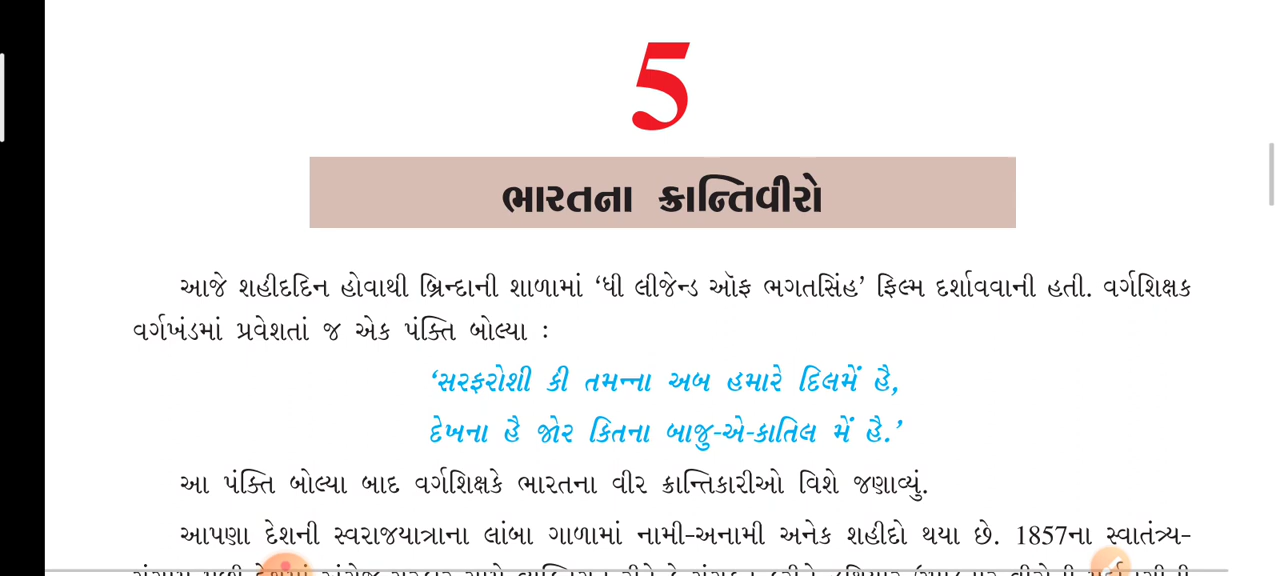 5
ભારતના ક્રાન્તિવીરો
આજે શહીદદિન હોવાથી બ્રિન્દાની શાળામાં ‘ધી લીજેન્ડ ઑફ ભગતસિંહ’ ફિલ્મ દર્શાવવાની હતી. વર્ગશિક્ષક
વર્ગખંડમાં પ્રવેશતાં જ એક પંક્તિ બોલ્યા :
‘સરફરોશી કી તમન્ના અબ હમારે દિલમેં હૈ,
દેખના હૈ જોર કિતના બાજુ-એ-કાતિલ મેં હૈ.’
આ પંક્તિ બોલ્યા બાદ વર્ગશિક્ષકે ભારતના વીર ક્રાન્તિકારીઓ વિશે જણાવ્યું.
આપણા દેશની સ્વરાજયાત્રાના લાંબા ગાળામાં નામી-અનામી અનેક શહીદો થયા છે. 1857ના સ્વાતંત્ર્ય-